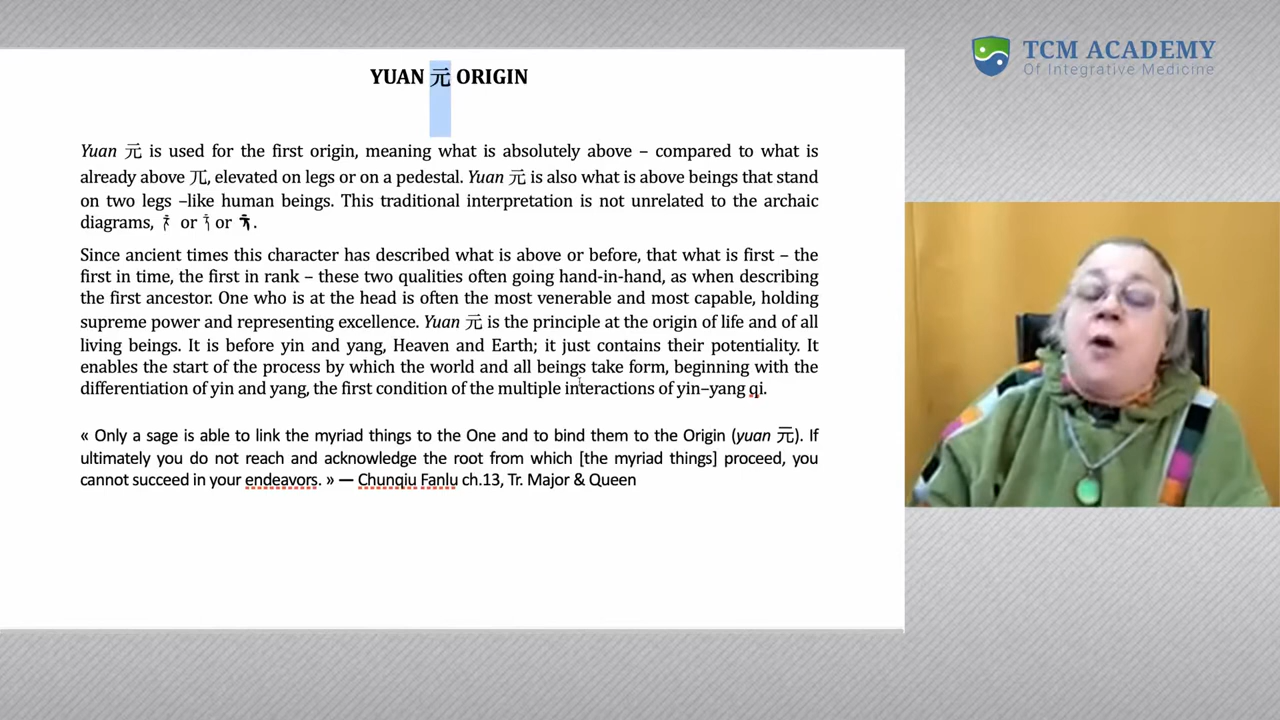 TCM ACADEMY
Of Integrative Medicine
YUAN 元 ORIGIN
Yuan 元 is used for the first origin, meaning what is absolutely above – compared to what is
already above 兀, elevated on legs or on a pedestal. Yuan 元 is also what is above beings that stand
on two legs –like human beings. This traditional interpretation is not unrelated to the archaic
diagrams, or or .
Since ancient times this character has described what is above or before, that what is first – the
first in time, the first in rank – these two qualities often going hand-in-hand, as when describing
the first ancestor. One who is at the head is often the most venerable and most capable, holding
supreme power and representing excellence. Yuan 元 is the principle at the origin of life and of all
living beings. It is before yin and yang, Heaven and Earth; it just contains their potentiality. It
enables the start of the process by which the world and all beings take form, beginning with the
differentiation of yin and yang, the first condition of the multiple interactions of yin–yang qi.
« Only a sage is able to link the myriad things to the One and to bind them to the Origin (yuan 元). If
ultimately you do not reach and acknowledge the root from which [the myriad things] proceed, you
cannot succeed in your endeavors. » — Chunqiu Fanlu ch.13, Tr. Major & Queen